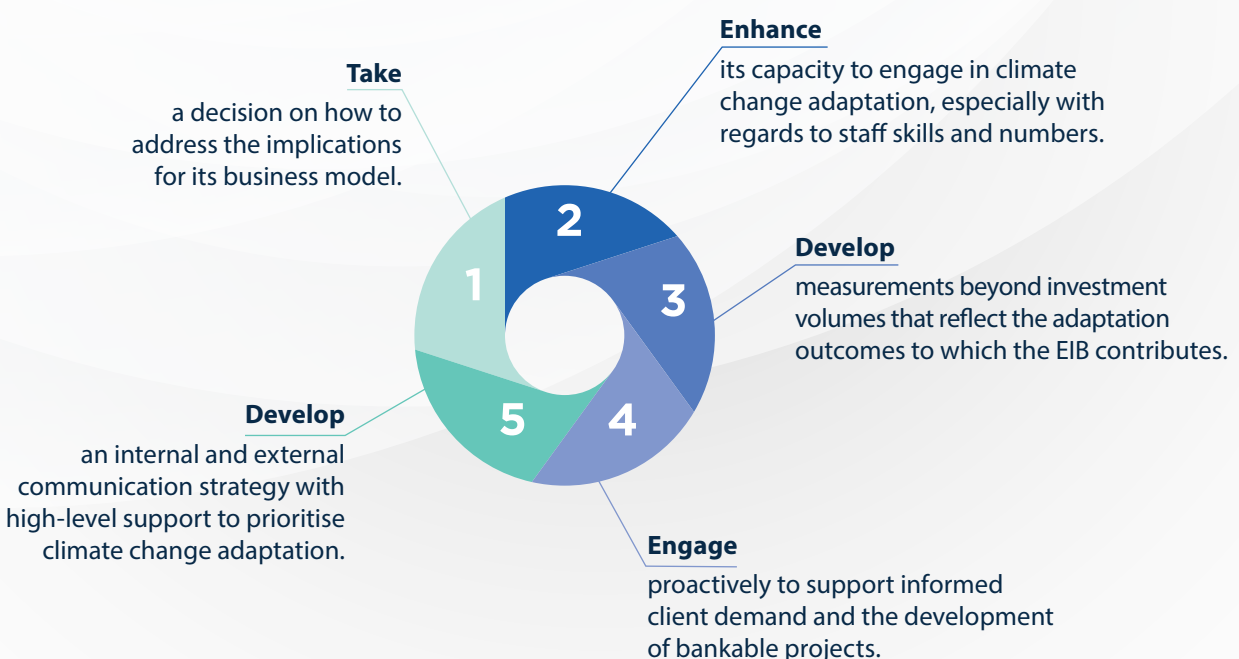 Take
a decision on how to
address the implications
for its business model.
1
Enhance
its capacity to engage in climate
change adaptation, especially with
regards to staff skills and numbers.
2
Develop
measurements beyond investment
volumes that reflect the adaptation
outcomes to which the EIB contributes.
3
Engage
proactively to support informed
client demand and the development
of bankable projects.
4
Develop
an internal and external
communication strategy with
high-level support to prioritise
climate change adaptation.
5